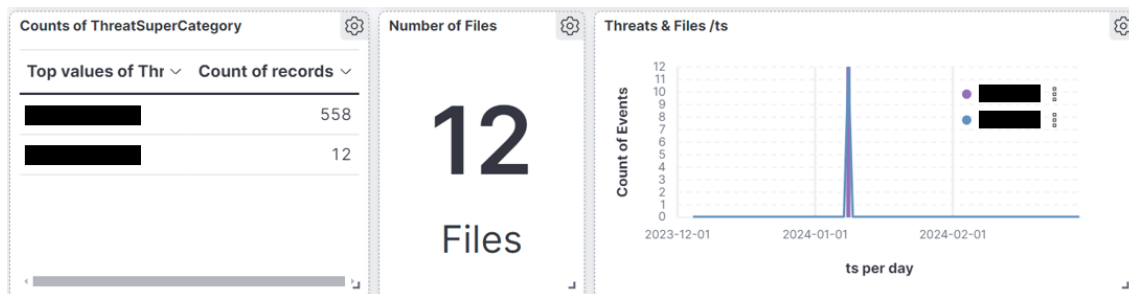 Counts of ThreatSuperCategory
Top values of Thr Count of records
558
12
Number of Files
12
Files
Threats & Files /ts
Count of Events
12
11
10
9
8
7
6
5
4
3
2
1
0
2023-12-01 2024-01-01 2024-02-01
ts per day